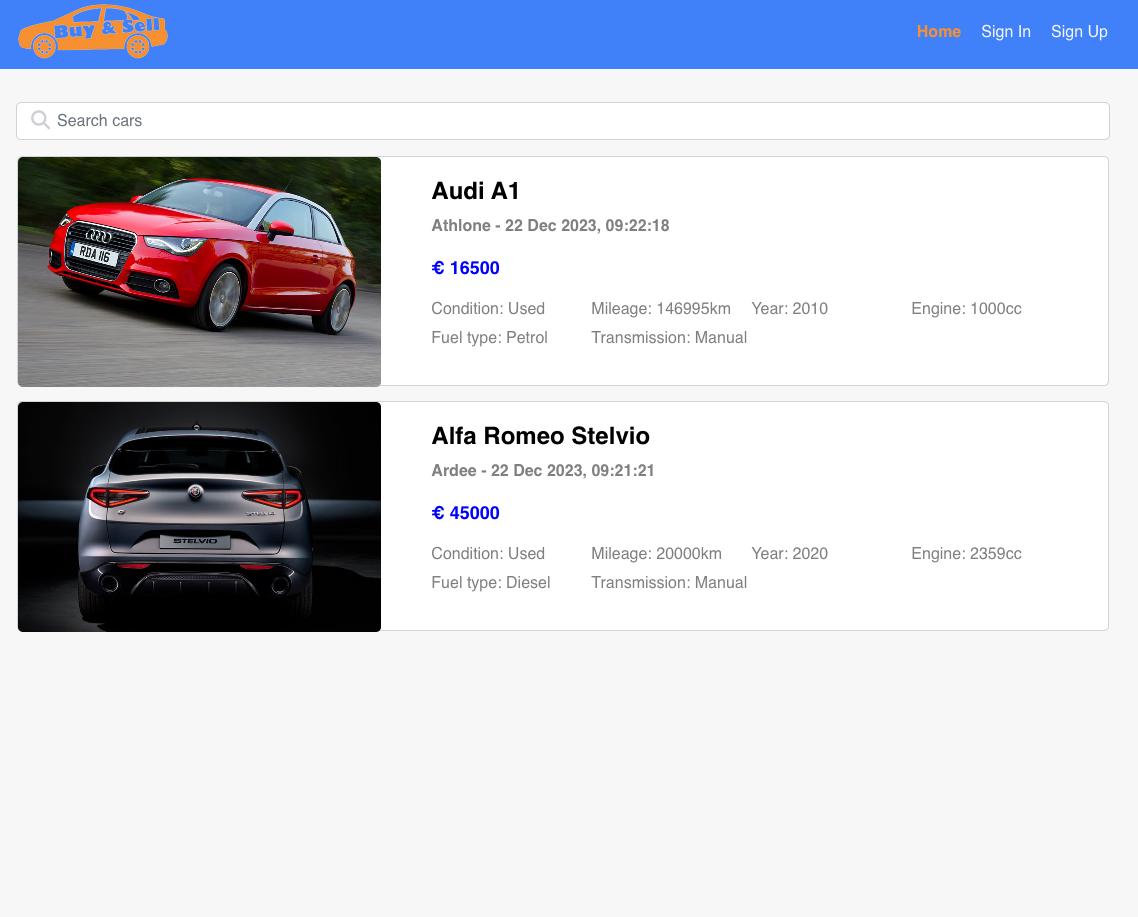 Buy & Sell
Home Sign In Sign Up
Search cars
Audi A1
Athlone - 22 Dec 2023, 09:22:18
€ 16500
Condition: Used Mileage: 146995km Year: 2010 Engine: 1000cc
Fuel type: Petrol Transmission: Manual
RDA 116
Alfa Romeo Stelvio
Ardee - 22 Dec 2023, 09:21:21
€ 45000
Condition: Used Mileage: 20000km Year: 2020 Engine: 2359cc
Fuel type: Diesel Transmission: Manual
STELVIO